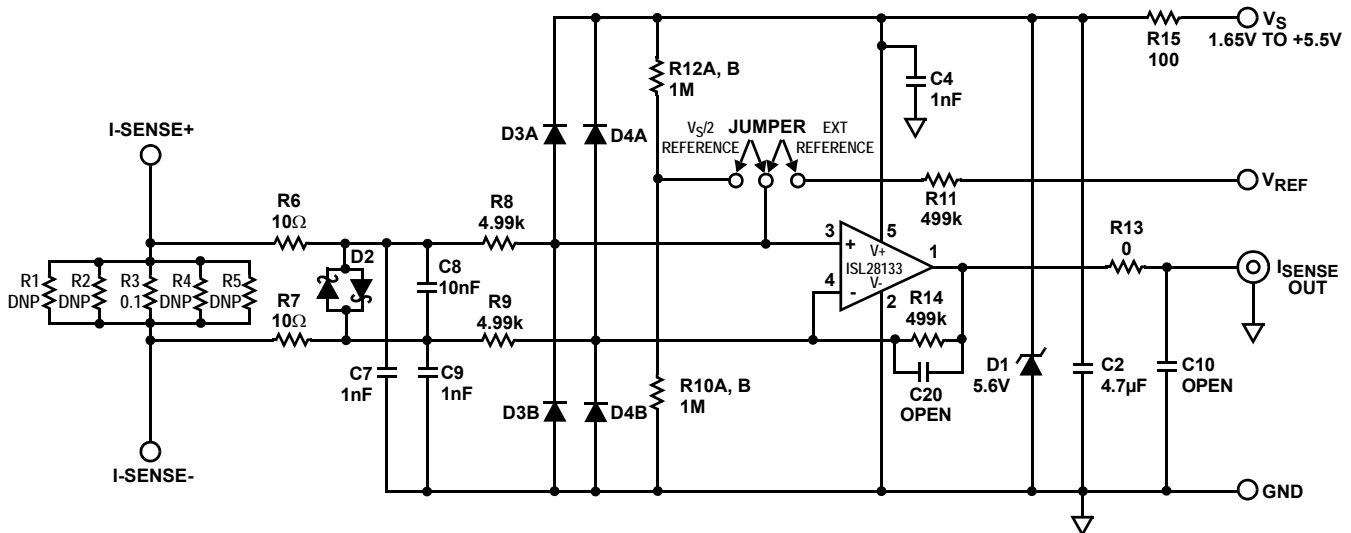 VS
1.65V TO +5.5V
R15
100
R12A, B
1M
C4
1nF
I-SENSE+
D3A
D4A
VS/2
REFERENCE
JUMPER
EXT
REFERENCE
VREF
R11
499k
R6
10Ω
R8
4.99k
R13
0
3
+
5
V+
1
ISL28133
4
-
V-
2
ISENSE
OUT
D2
C8
10nF
R1
DNP
R2
DNP
R3
0.1
R4
DNP
R5
DNP
R7
10Ω
R9
4.99k
R14
499k
C7
1nF
C9
1nF
R10A, B
1M
C20
OPEN
D1
5.6V
C2
4.7µF
C10
OPEN
D3B
D4B
I-SENSE-
GND